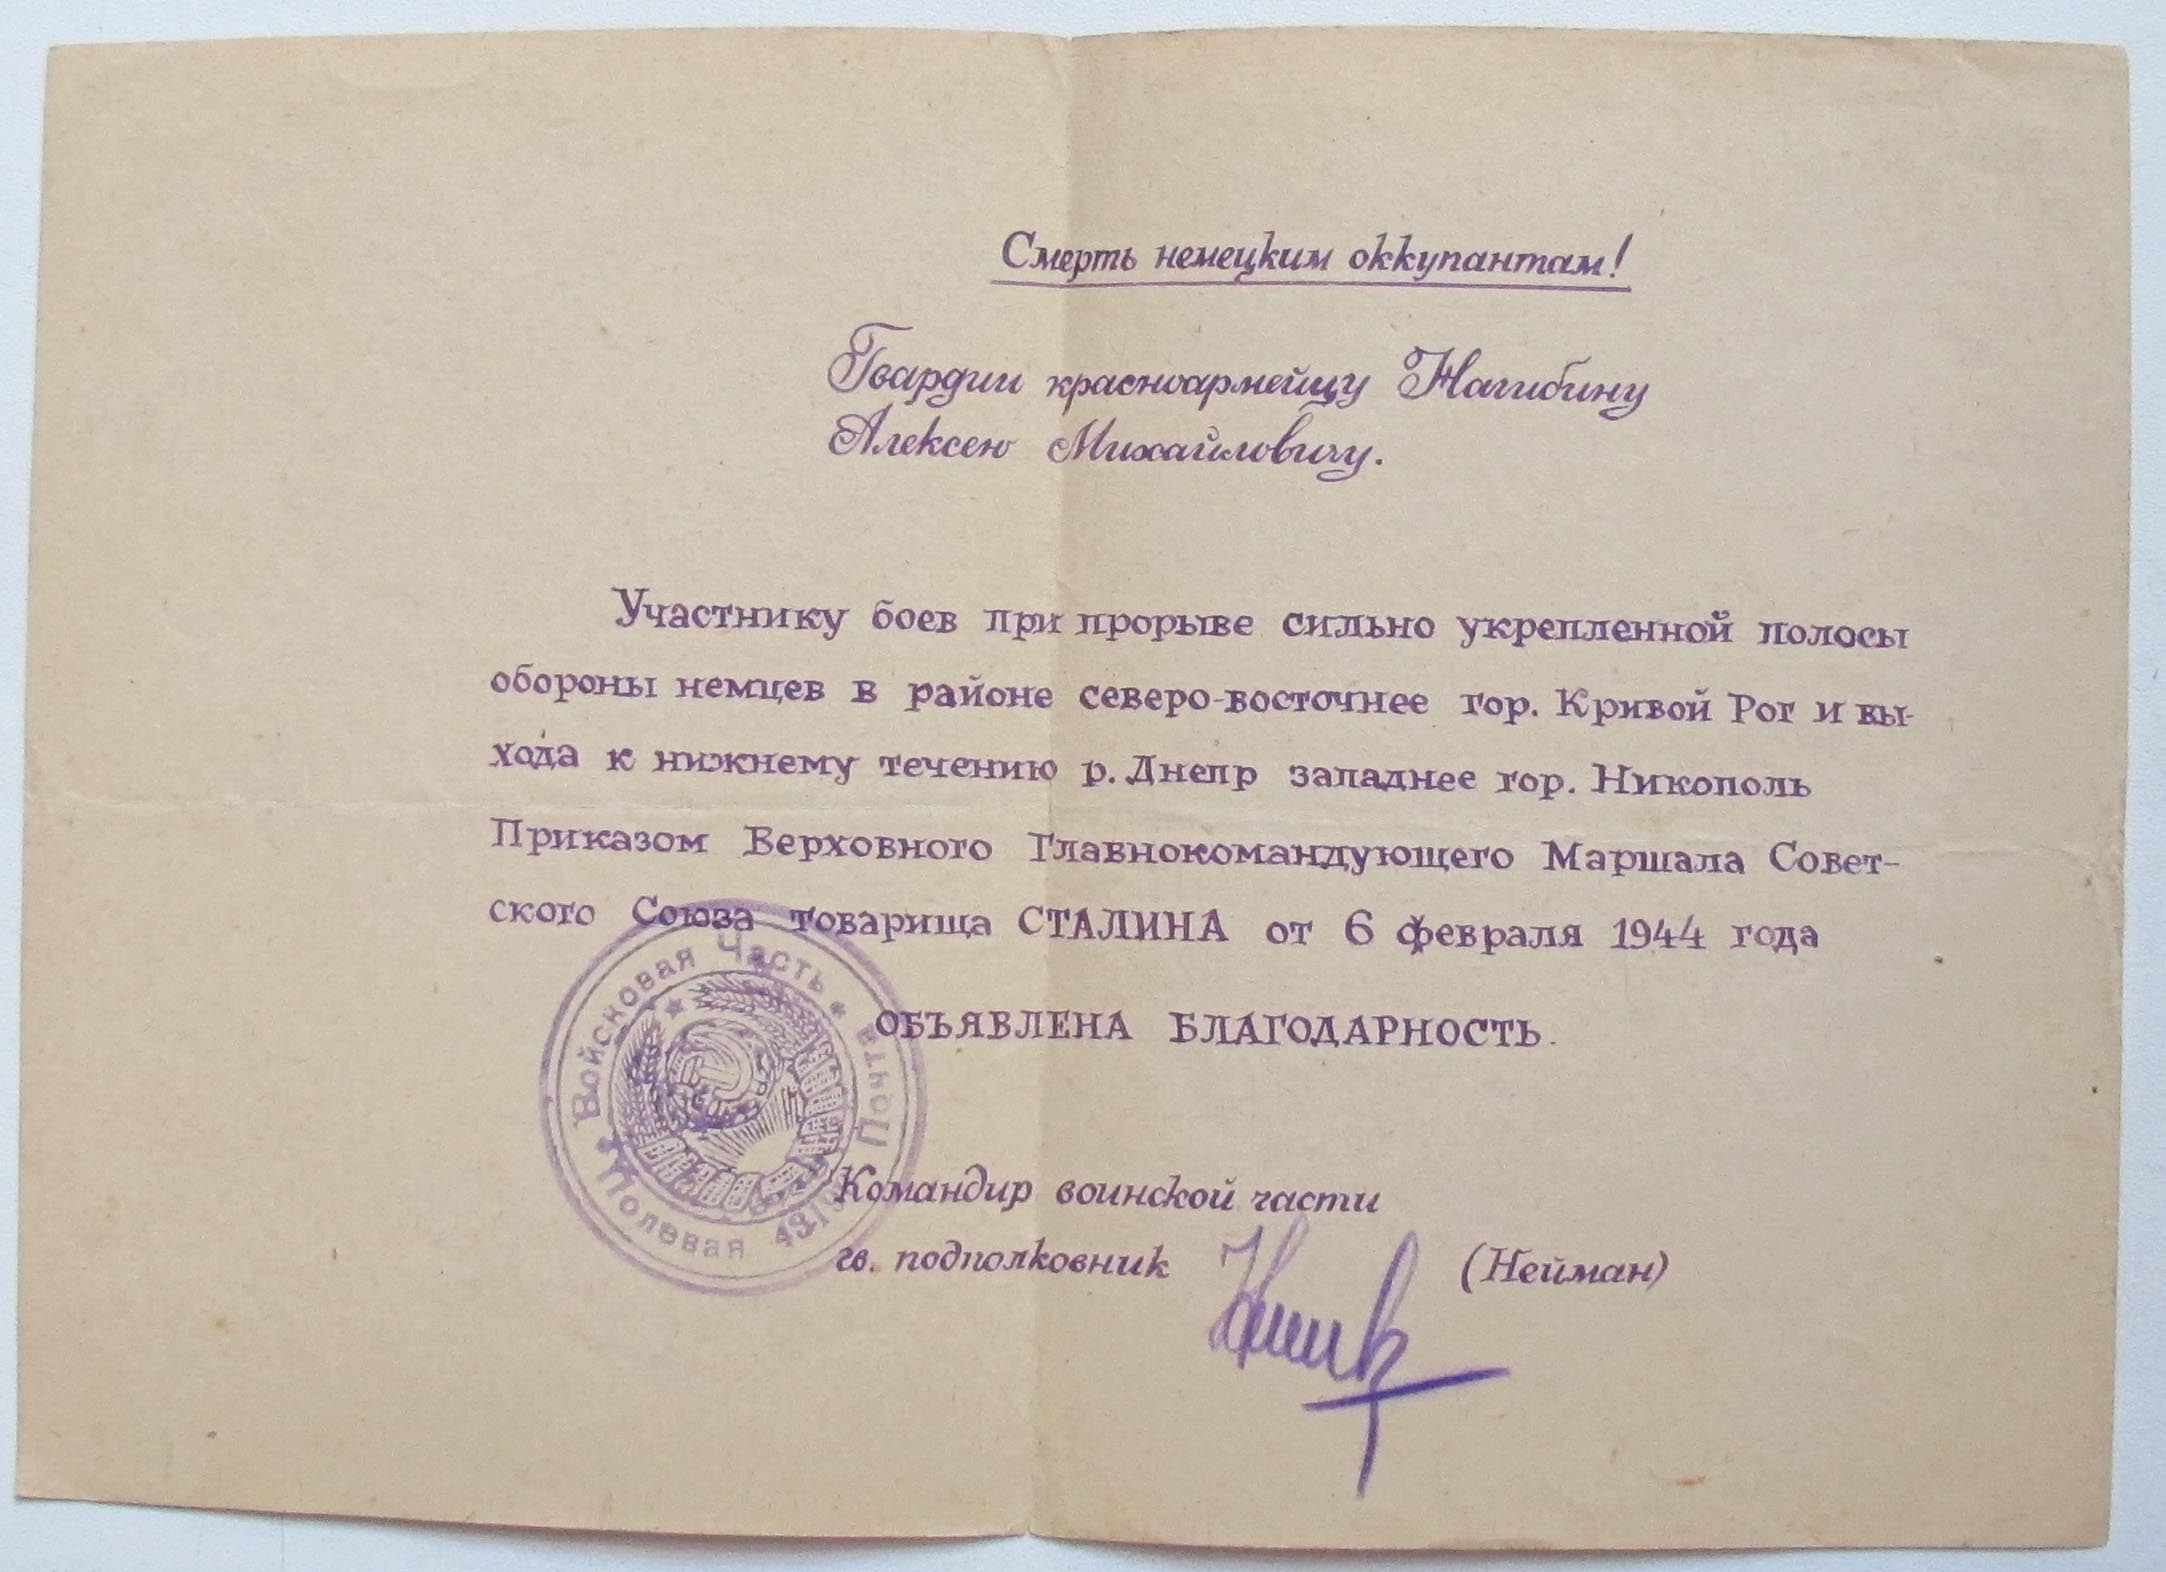 Смерть немецким оккупантам!
Гвардии красноармейцу Нагибину
Алексею Михайловичу.
Участнику боев при прорыве сильно укрепленной полосы
обороны немцев в районе северо-восточнее гор. Кривой Рог и вы-
хода к нижнему течению р. Днепр западнее гор. Никополь
Приказом Верховного Главнокомандующего Маршала Совет-
ского Союза товарища СТАЛИНА от 6 февраля 1944 года
ОБЪЯВЛЕНА БЛАГОДАРНОСТЬ.
Войсковая Часть
Полевая Почта
Командир воинской части
гв. подполковник (Нейман)